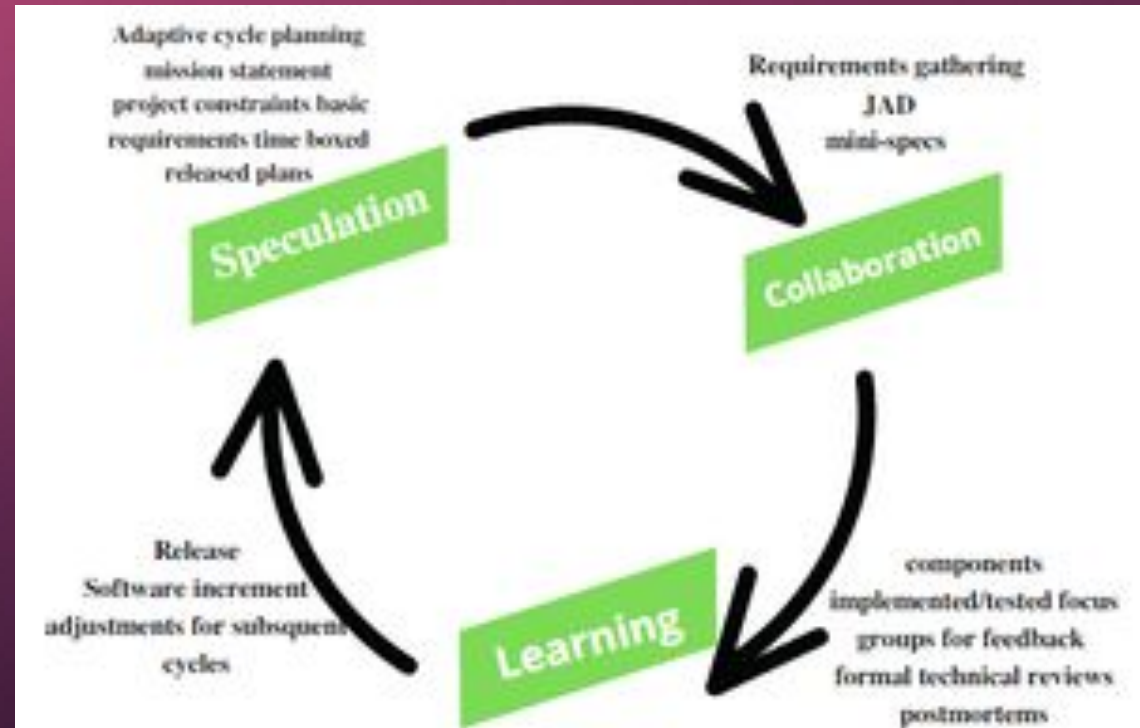 Adaptive cycle planning
mission statement
project constraints basic
requirements time boxed
released plans
Speculation
Requirements gathering
JAD
mini-specs
Collaboration
components
implemented/tested focus
groups for feedback
formal technical reviews
postmortems
Learning
Release
Software increment
adjustments for subsquent
cycles